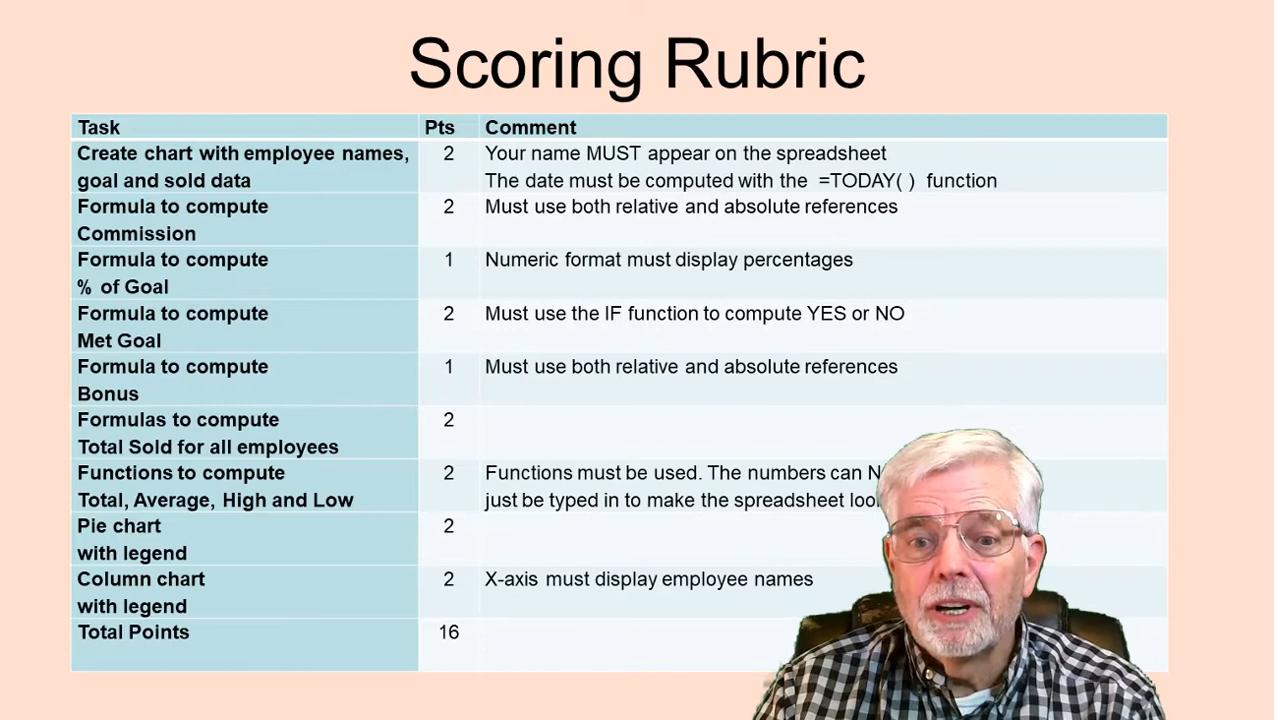 Scoring Rubric
Task Pts Comment
Create chart with employee names, 2 Your name MUST appear on the spreadsheet
goal and sold data The date must be computed with the =TODAY( ) function
Formula to compute 2 Must use both relative and absolute references
Commission
Formula to compute 1 Numeric format must display percentages
% of Goal
Formula to compute 2 Must use the IF function to compute YES or NO
Met Goal
Formula to compute 1 Must use both relative and absolute references
Bonus
Formulas to compute 2
Total Sold for all employees
Functions to compute 2 Functions must be used. The numbers can
Total, Average, High and Low just be typed in to make the spreadsheet
Pie chart 2
with legend
Column chart 2 X-axis must display employee names
with legend
Total Points 16